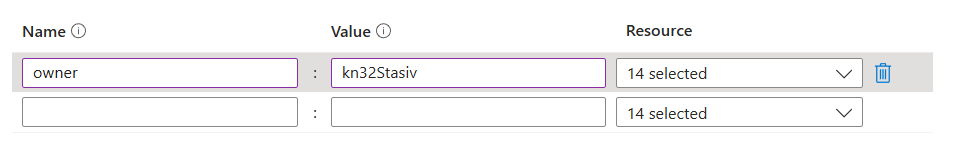 Name Value Resource
owner : kn32Stasiv 14 selected
: 14 selected